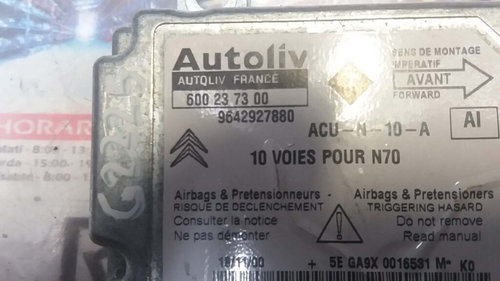 Autoliv
AUTOLIV FRANCE
600 23 73 00
9642927880
SENS DE MONTAGE
IMPERATIF
AVANT
FORWARD
ACU-N-10-A
AI
10 VOIES POUR N70
Airbags & Pretensionneurs -
RISQUE DE DECLENCHEMENT
Consulter la notice
Ne pas démonter
Airbags & Pretensioners
TRIGGERING HASARD
Do not remove
Read manual
+ 5E GA9X 0016531 M* K0
HORAR